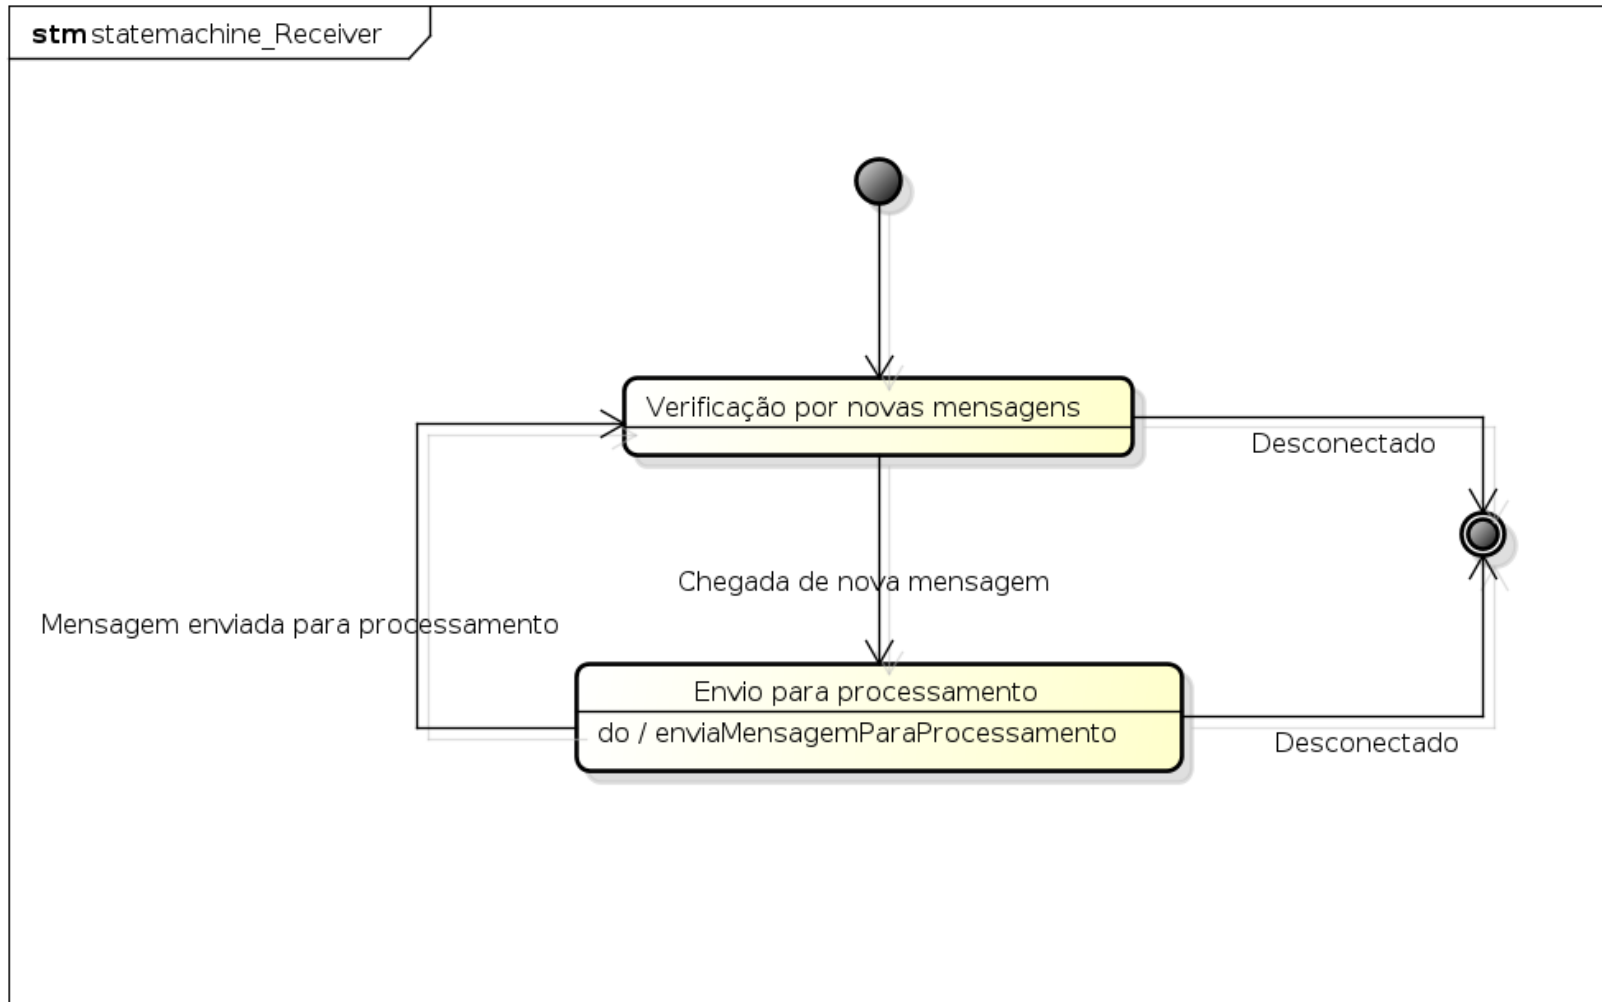 stm statemachine_Receiver
Verificação por novas mensagens
Desconectado
Chegada de nova mensagem
Mensagem enviada para processamento
Envio para processamento
do / enviaMensagemParaProcessamento
Desconectado